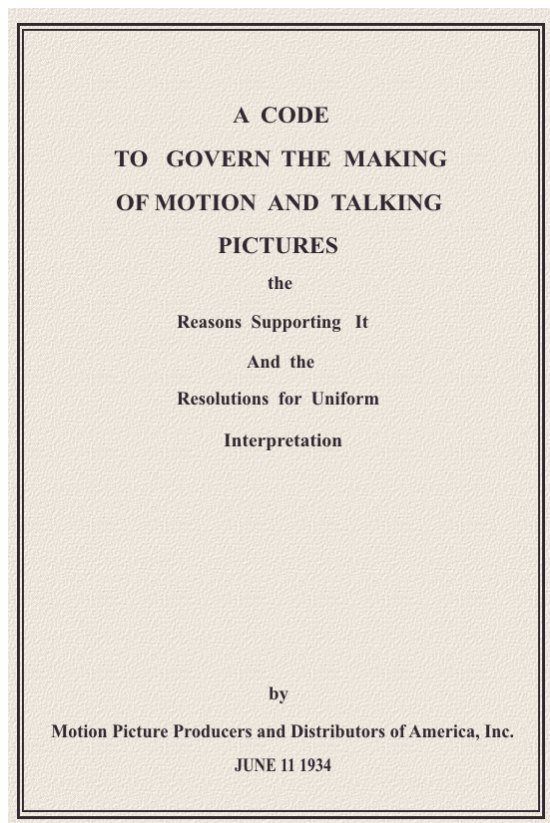 A CODE
TO GOVERN THE MAKING
OF MOTION AND TALKING
PICTURES
the
Reasons Supporting It
And the
Resolutions for Uniform
Interpretation
by
Motion Picture Producers and Distributors of America, Inc.
JUNE 11 1934